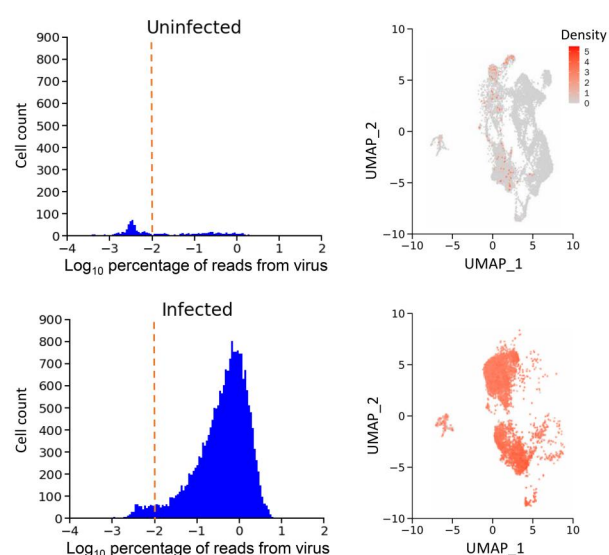 Uninfected
900
800
700
600
500
400
300
200
100
0
Cell count
−4 −3 −2 −1 0 1 2
Log10 percentage of reads from virus
Density
5
4
3
2
1
0
10
5
0
−5
−10
UMAP_2
−10 −5 0 5 10
UMAP_1
Infected
900
800
700
600
500
400
300
200
100
0
Cell count
−4 −3 −2 −1 0 1 2
Log10 percentage of reads from virus
10
5
0
−5
−10
UMAP_2
−10 −5 0 5 10
UMAP_1